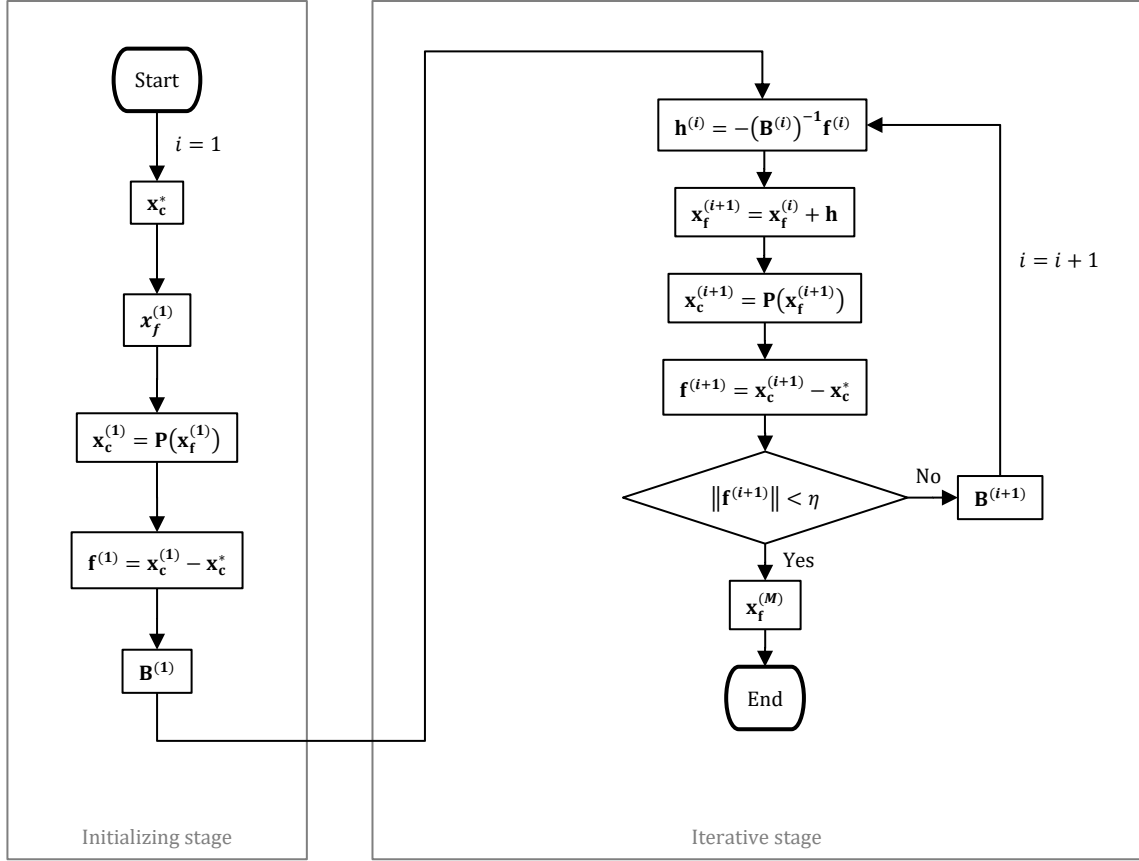 Start
i = 1
x_c^*
x_f^{(1)}
x_c^{(1)} = P(x_f^{(1)})
f^{(1)} = x_c^{(1)} − x_c^*
B^{(1)}
Initializing stage
h^{(i)} = −(B^{(i)})^{−1} f^{(i)}
x_f^{(i+1)} = x_f^{(i)} + h
x_c^{(i+1)} = P(x_f^{(i+1)})
f^{(i+1)} = x_c^{(i+1)} − x_c^*
‖f^{(i+1)}‖ < η
No
B^{(i+1)}
i = i + 1
Yes
x_f^{(M)}
End
Iterative stage